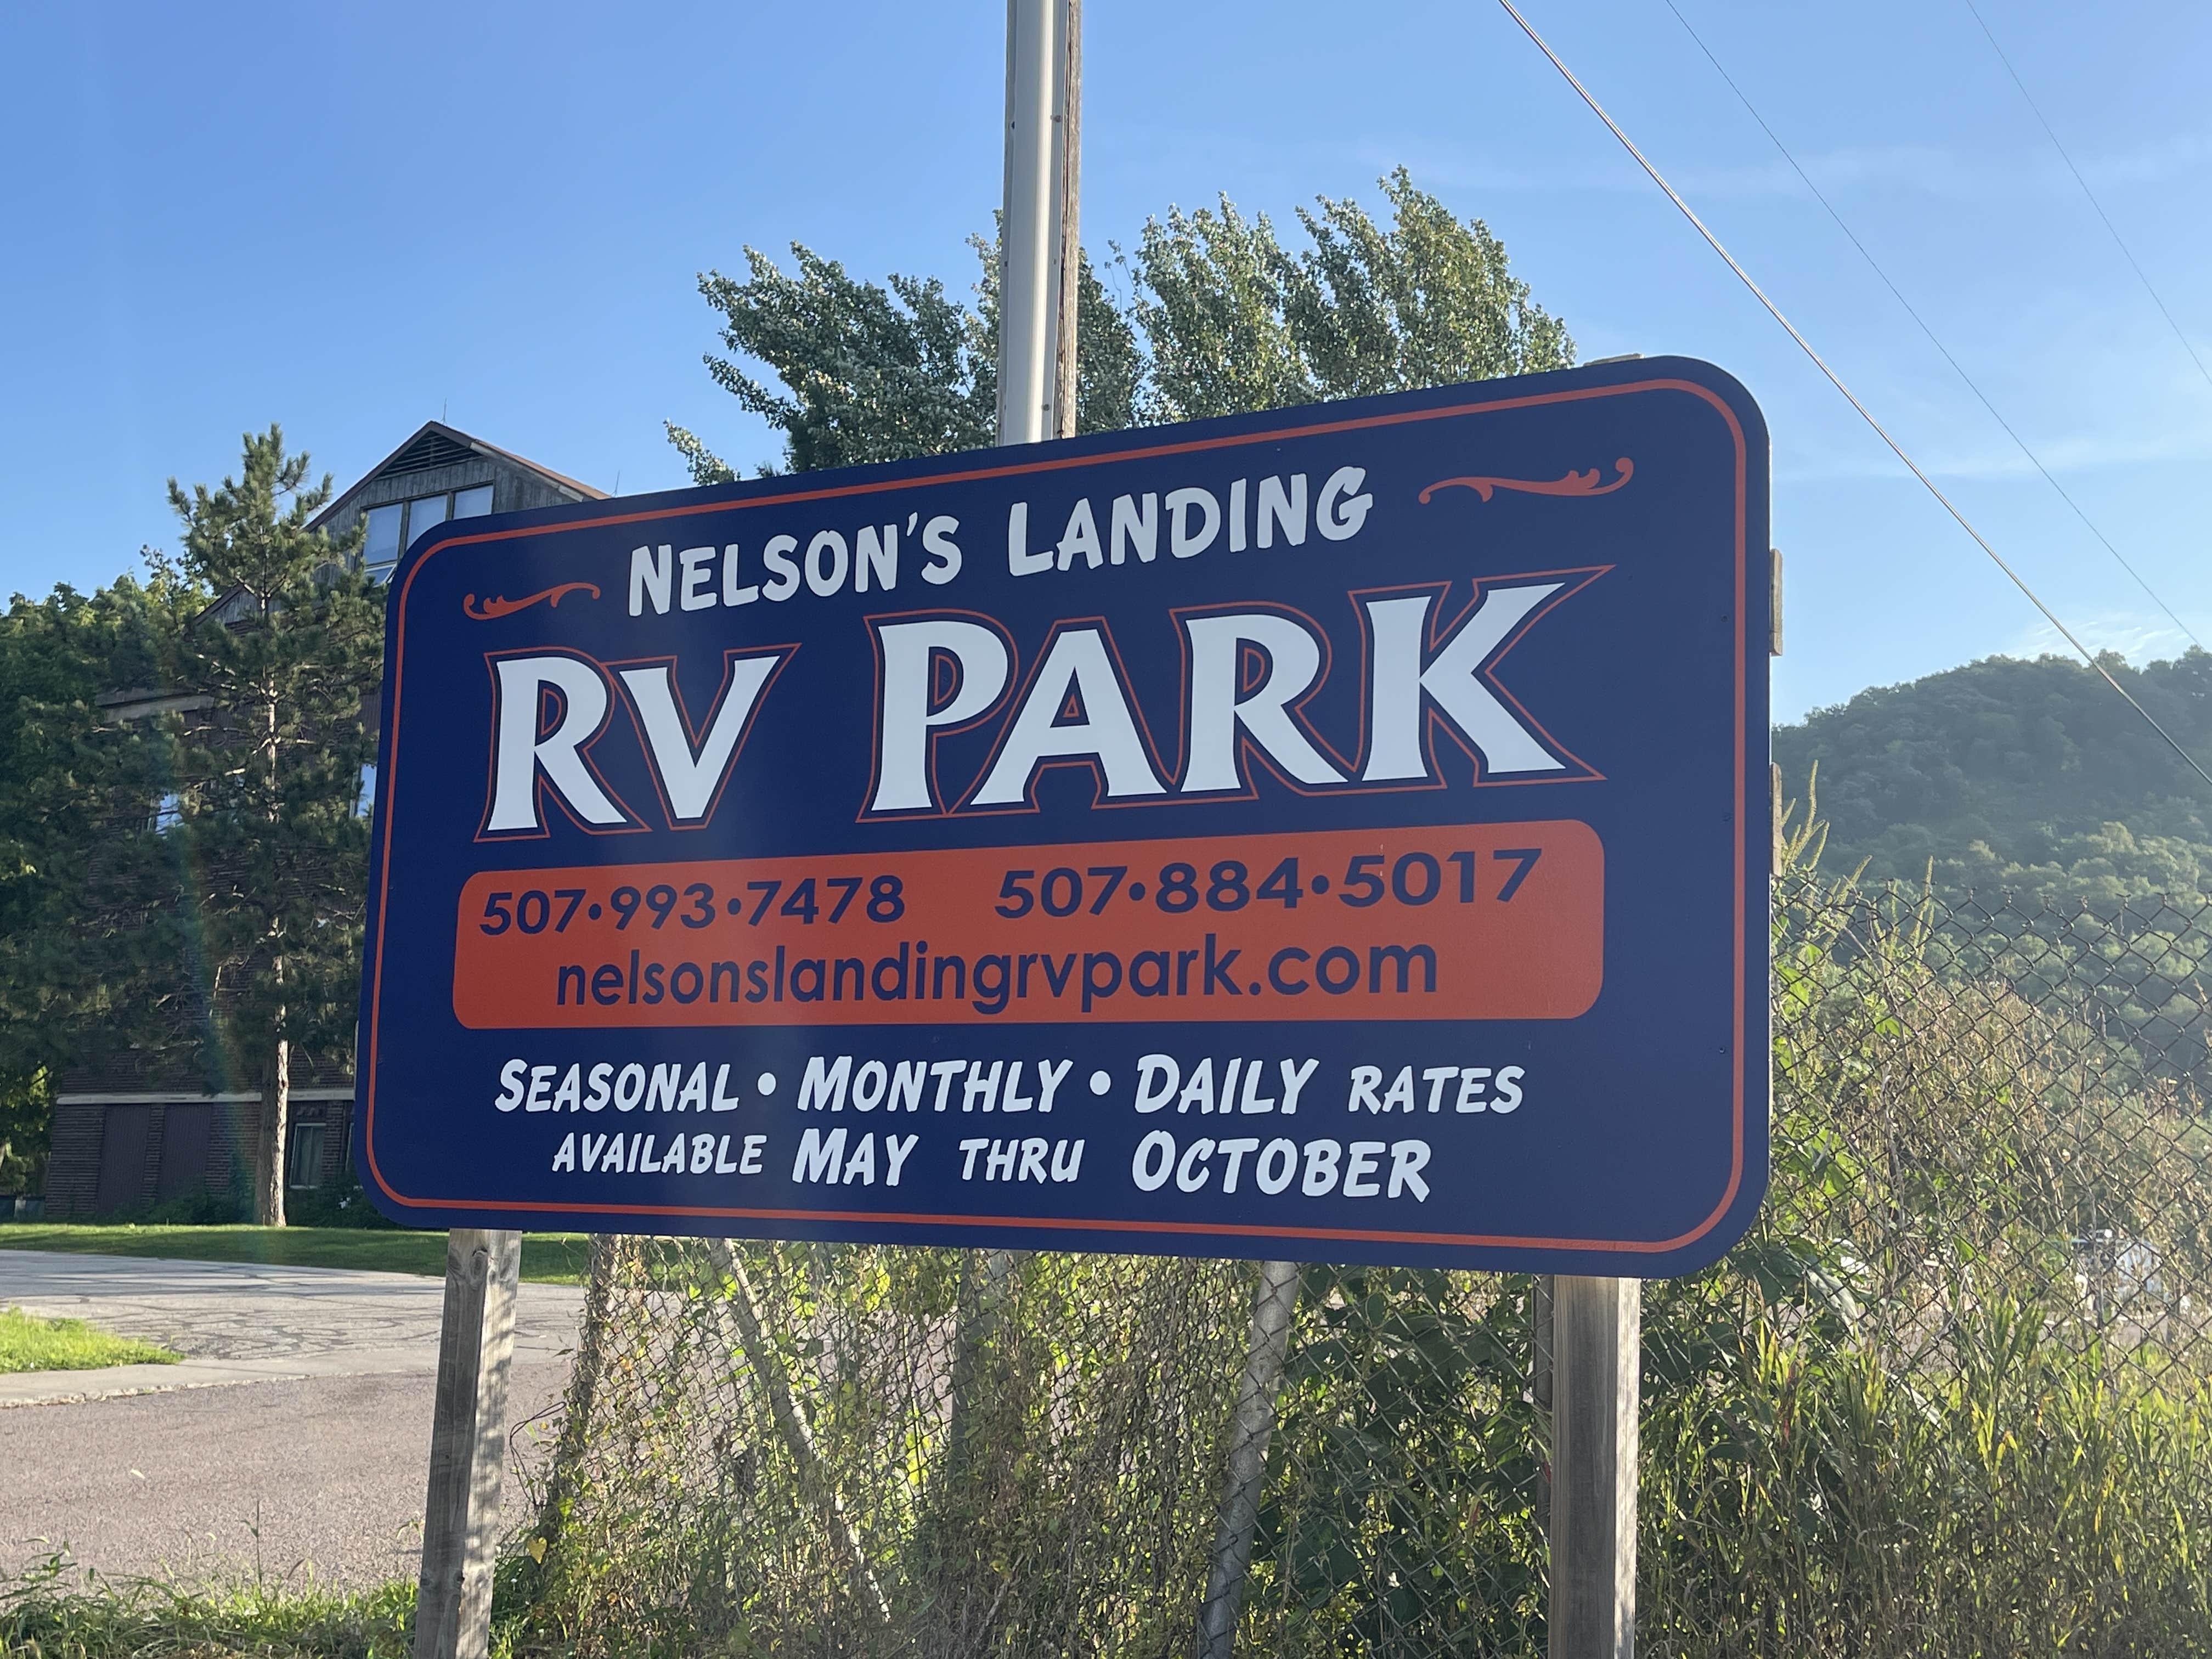 NELSON'S LANDING
RV PARK
507•993•7478 507•884•5017
nelsonslandingrvpark.com
SEASONAL • MONTHLY • DAILY RATES
AVAILABLE MAY THRU OCTOBER